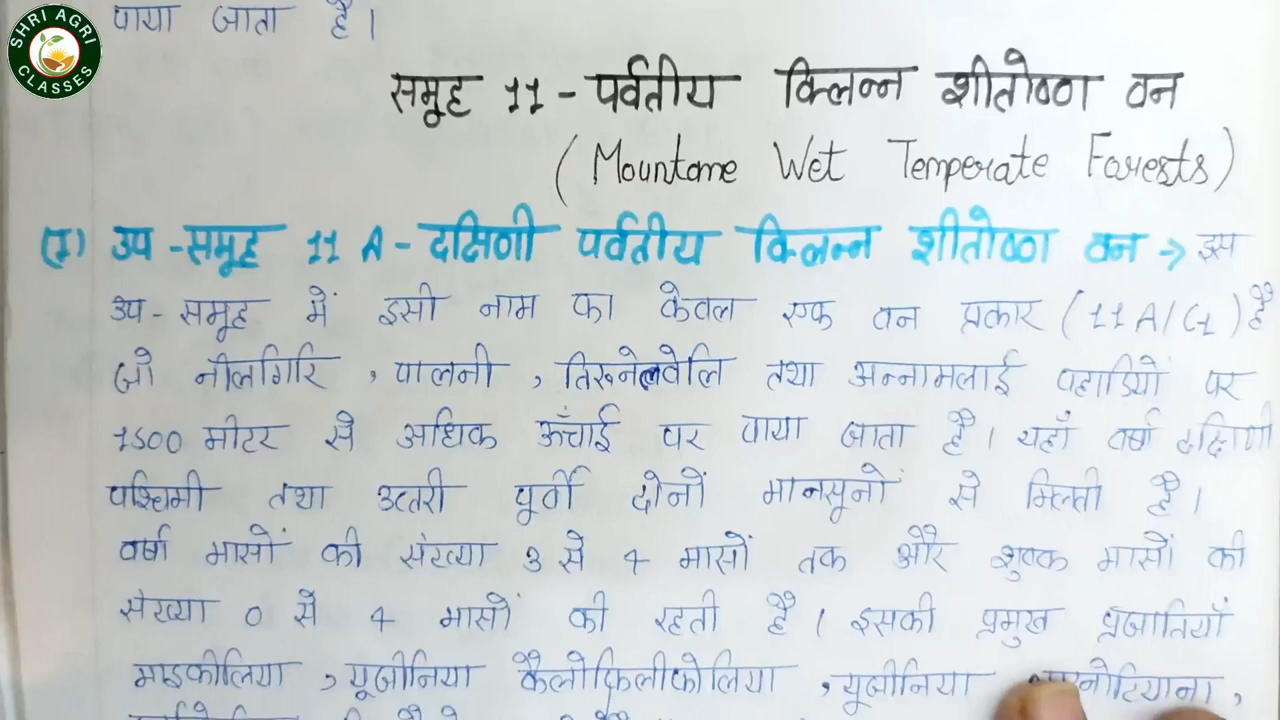 SHRI AGRI CLASSES
पाया जाता है।
समूह 11 - पर्वतीय क्लिन्न शीतोष्ण वन
(Mountome Wet Temperate Forests)
(I) उप-समूह 11 A - दक्षिणी पर्वतीय क्लिन्न शीतोष्ण वन → इस
उप-समूह में इसी नाम का केवल एक वन प्रकार (11 A/C1) है
जो नीलगिरि, पालनी, तिरुनेलवेलि तथा अन्नामलाई पहाडियों पर
1500 मीटर से अधिक ऊँचाई पर पाया जाता है। यहाँ वर्षा दक्षिणी
पश्चिमी तथा उत्तरी पूर्वी दोनों मानसूनों से मिलती है।
वर्षा मासों की संख्या 3 से 4 मासों तक और शुष्क मासों की
संख्या 0 से 4 मासों की रहती है। इसकी प्रमुख प्रजातियाँ
माइकीलिया, यूजीनिया कैलोफिलीफोलिया, यूजीनिया